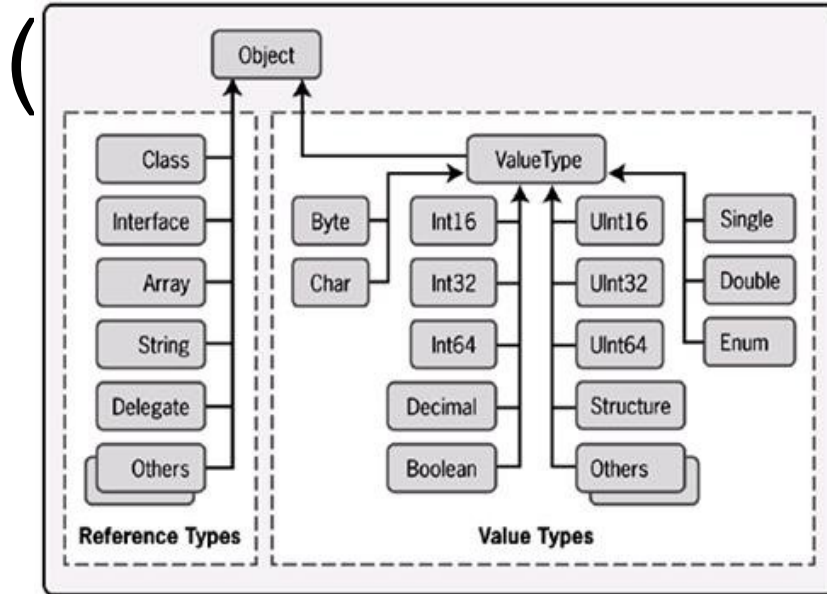 (
Object
Class
Interface
Array
String
Delegate
Others
Reference Types
ValueType
Byte
Char
Int16
Int32
Int64
Decimal
Boolean
UInt16
UInt32
UInt64
Structure
Others
Single
Double
Enum
Value Types